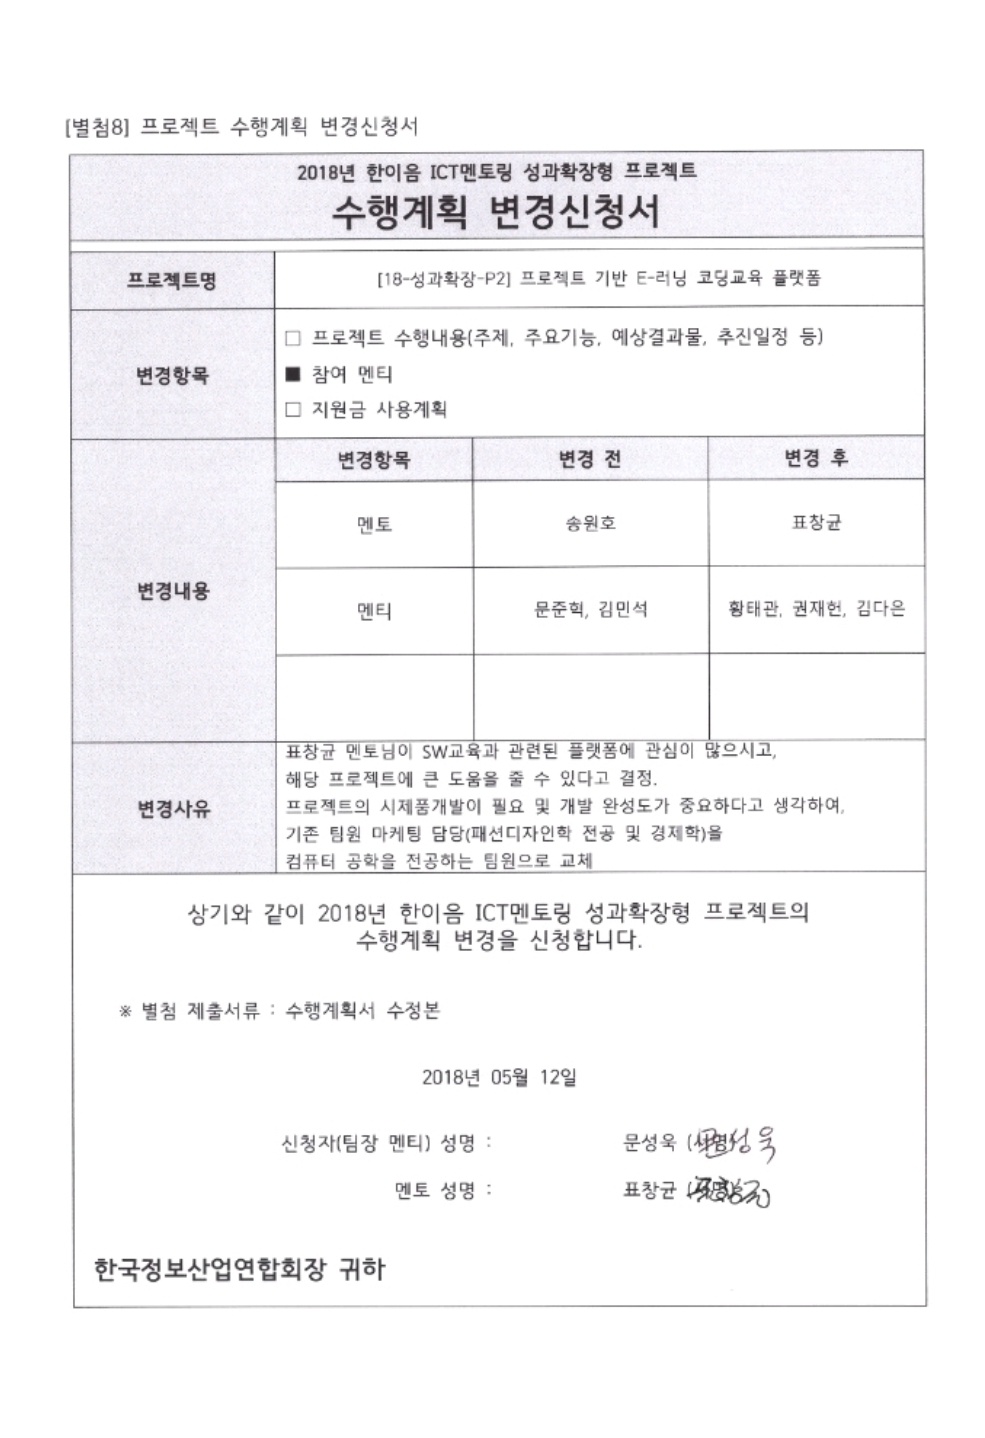 [별첨8] 프로젝트 수행계획 변경신청서
2018년 한이음 ICT멘토링 성과확장형 프로젝트
수행계획 변경신청서
프로젝트명
[18-성과확장-P2] 프로젝트 기반 E-러닝 코딩교육 플랫폼
변경항목
□ 프로젝트 수행내용(주제, 주요기능, 예상결과물, 추진일정 등)
■ 참여 멘티
□ 지원금 사용계획
변경내용
변경항목 변경 전 변경 후
멘토 송원호 표창균
멘티 문준혁, 김민석 황태관, 권재헌, 김다은
변경사유
표창균 멘토님이 SW교육과 관련된 플랫폼에 관심이 많으시고,
해당 프로젝트에 큰 도움을 줄 수 있다고 결정.
프로젝트의 시제품개발이 필요 및 개발 완성도가 중요하다고 생각하여,
기존 팀원 마케팅 담당(패션디자인학 전공 및 경제학)을
컴퓨터 공학을 전공하는 팀원으로 교체
상기와 같이 2018년 한이음 ICT멘토링 성과확장형 프로젝트의
수행계획 변경을 신청합니다.
※ 별첨 제출서류 : 수행계획서 수정본
2018년 05월 12일
신청자(팀장 멘티) 성명 : 문성욱 (서명) 문성욱
멘토 성명 : 표창균 (서명) 표창균
한국정보산업연합회장 귀하